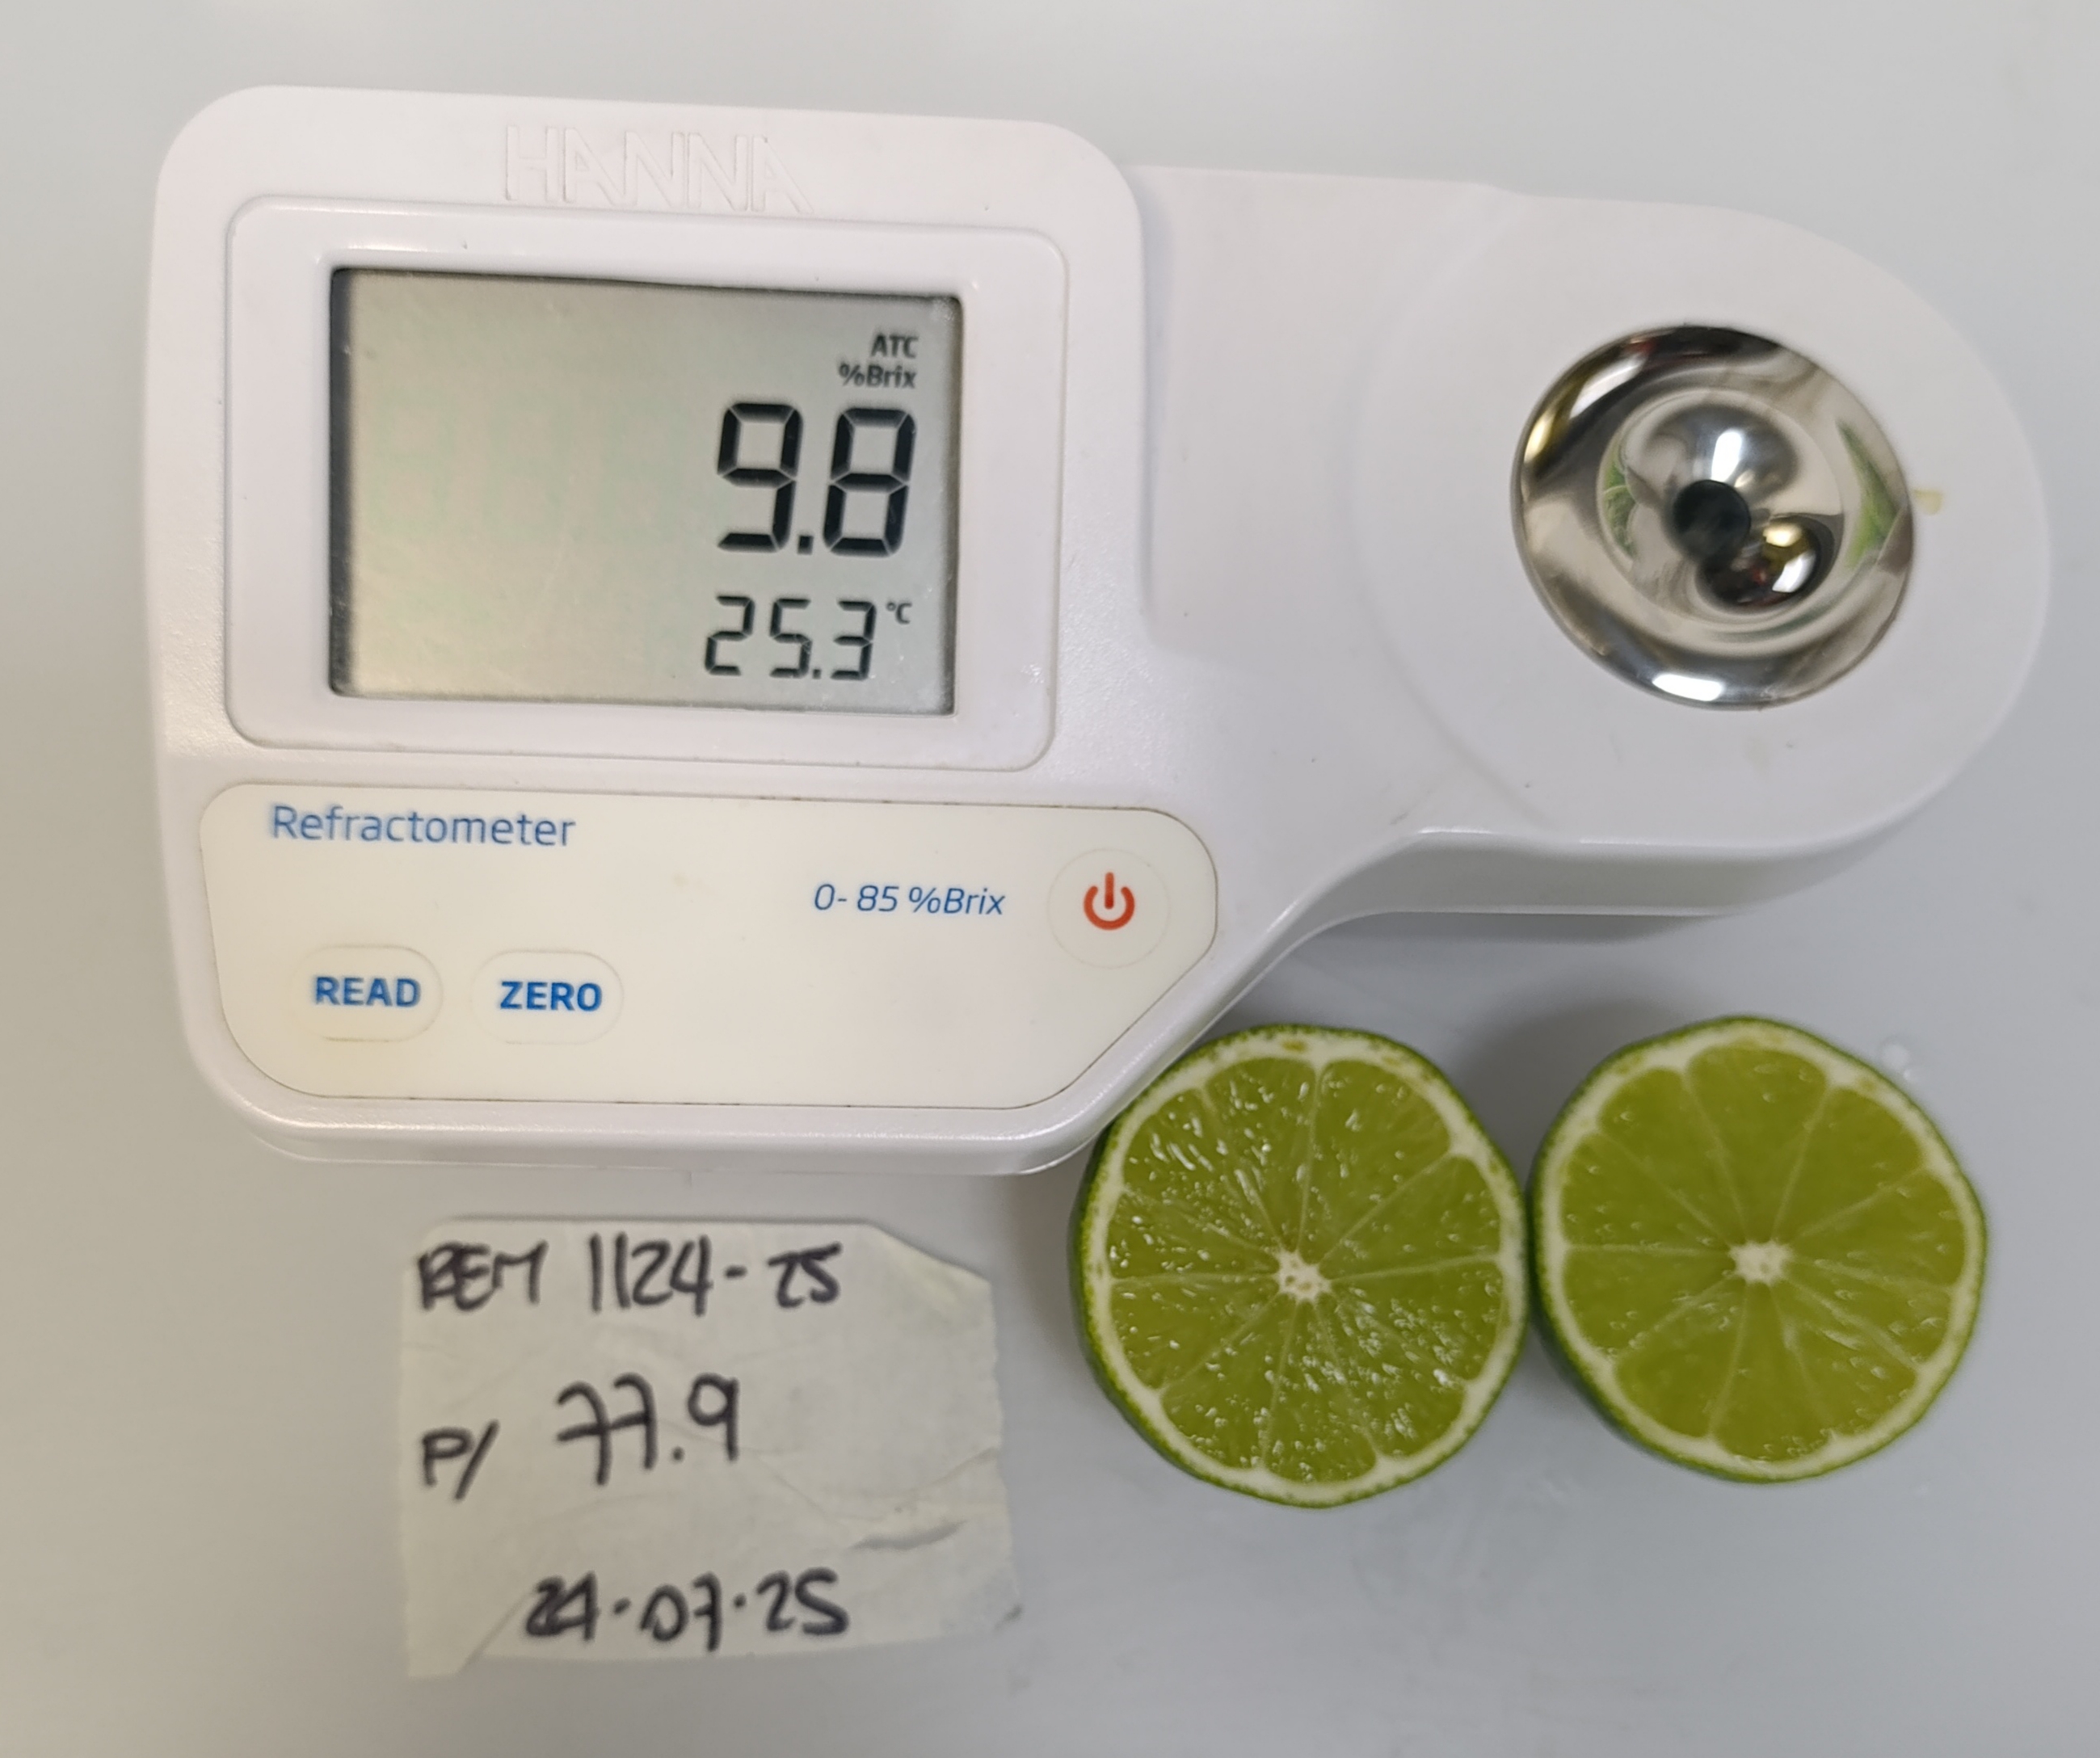 HANNA
ATC
%Brix
9.8
25.3 °C
Refractometer
0-85 %Brix
READ ZERO
REM 1124-25
P/ 77.9
24.07.25